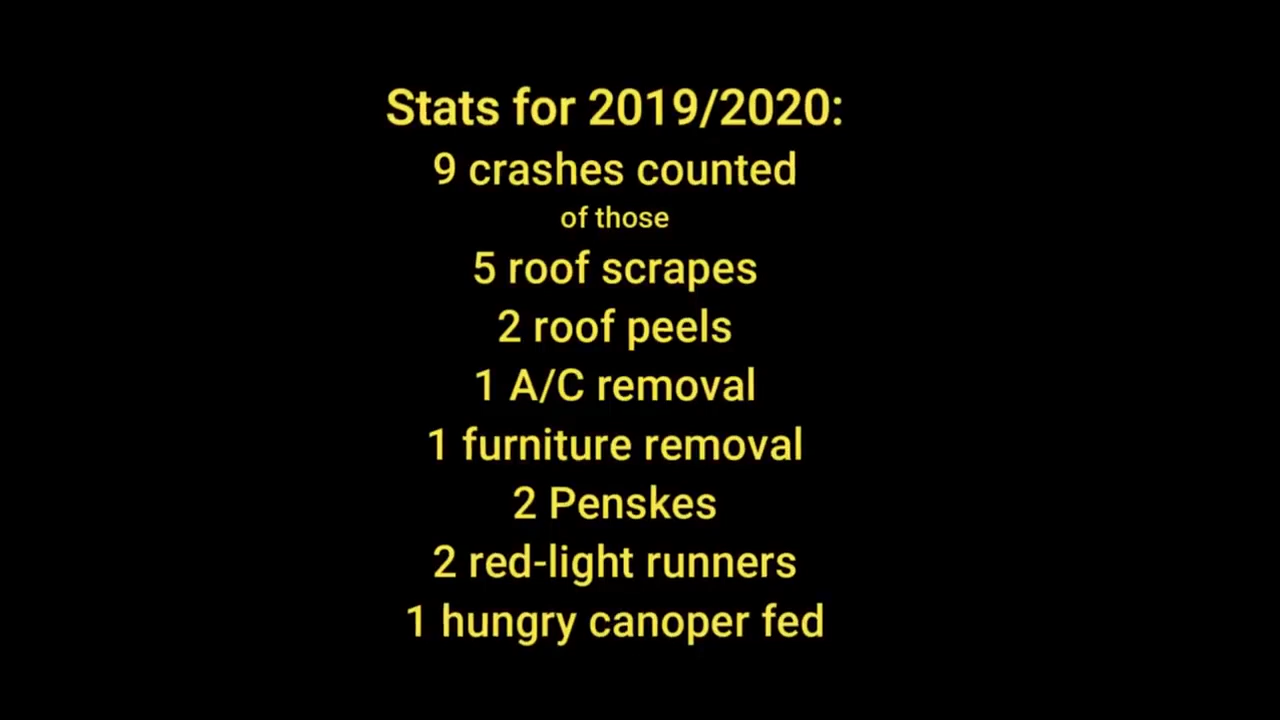 Stats for 2019/2020:
9 crashes counted
of those
5 roof scrapes
2 roof peels
1 A/C removal
1 furniture removal
2 Penskes
2 red-light runners
1 hungry canoper fed